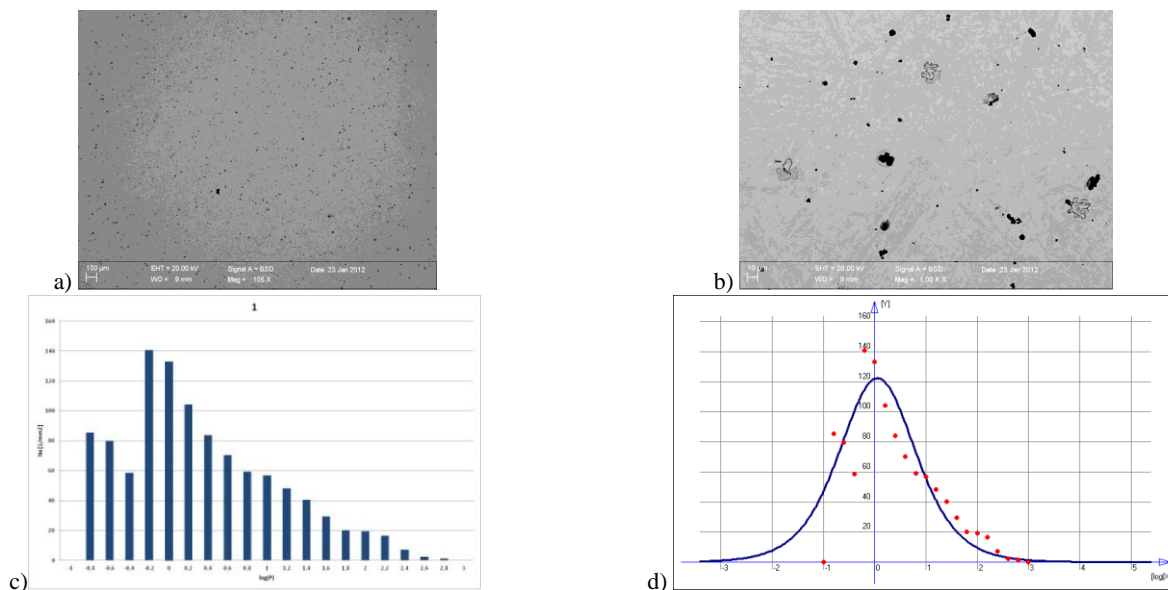 100 µm
EHT = 20.00 kV Signal A = BSD Date :23 Jan 2012
WD = 9 mm Mag = 105 X
a)
10 µm
EHT = 20.00 kV Signal A = BSD Date :23 Jan 2012
WD = 9 mm Mag = 1.00 K X
b)
1
160
140
120
100
80
60
40
20
0
-1 -0.8 -0.6 -0.4 -0.2 0 0.2 0.4 0.6 0.8 1 1.2 1.4 1.6 1.8 2 2.2 2.4 2.6 2.8 3
Na[1/mm2]
log(P)
c)
[Y]
160
140
120
100
80
60
40
20
-3 -2 -1 0 1 2 3 4 5
d)